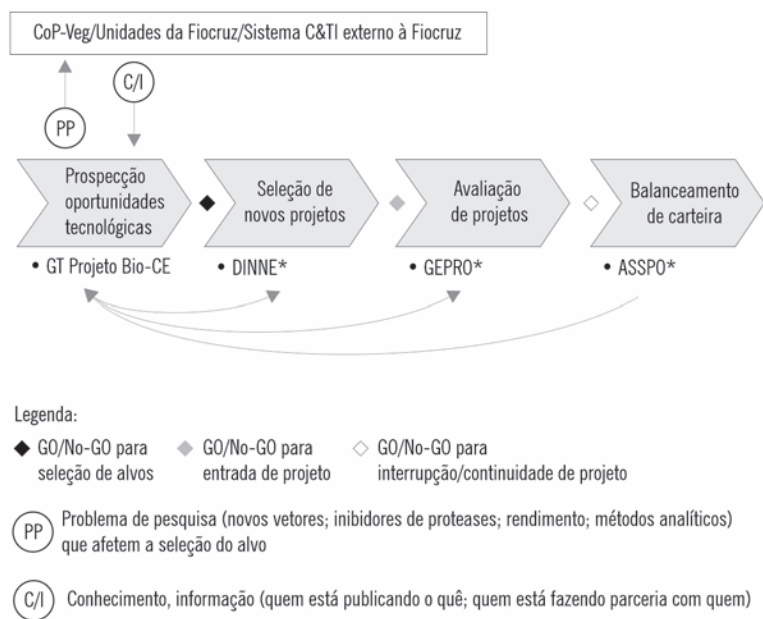 CoP-Veg/Unidades da Fiocruz/Sistema C&TI externo à Fiocruz
C/I
PP
Prospecção
oportunidades
tecnológicas
Seleção de
novos projetos
Avaliação
de projetos
Balanceamento
de carteira
• GT Projeto Bio-CE
• DINNE*
• GEPRO*
• ASSPO*
Legenda:
GO/No-GO para
seleção de alvos
GO/No-GO para
entrada de projeto
GO/No-GO para
interrupção/continuidade de projeto
PP
Problema de pesquisa (novos vetores; inibidores de proteases; rendimento; métodos analíticos)
que afetem a seleção do alvo
C/I
Conhecimento, informação (quem está publicando o quê; quem está fazendo parceria com quem)